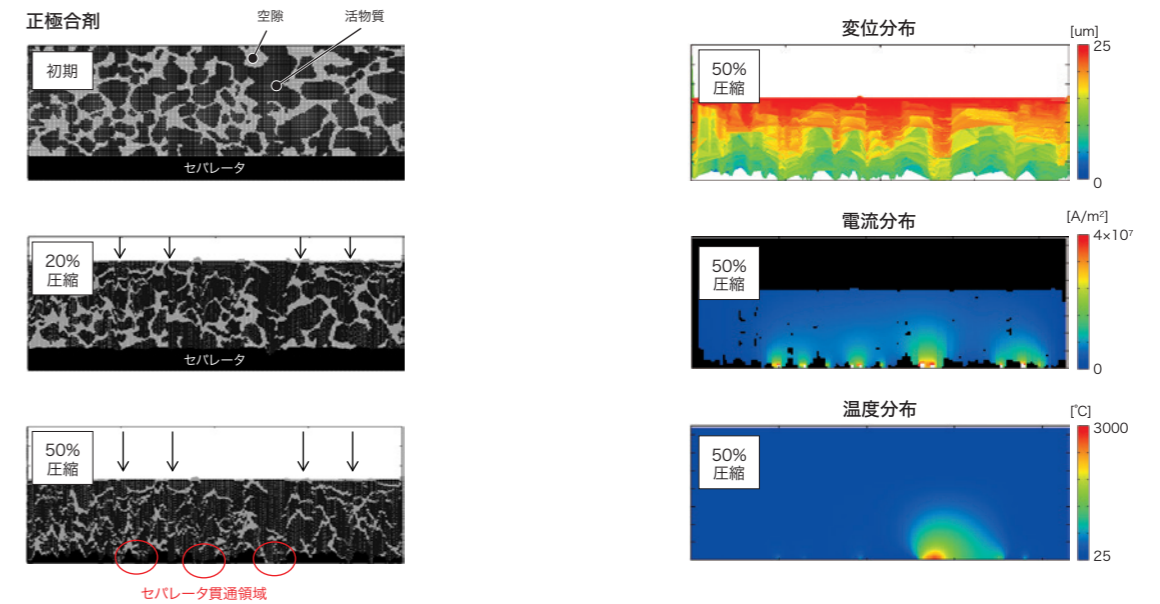 正極合剤
空隙
活物質
初期
セパレータ
20%
圧縮
セパレータ
50%
圧縮
セパレータ貫通領域
変位分布
[um]
25
50%
圧縮
0
電流分布
[A/m²]
4×10⁷
50%
圧縮
0
温度分布
[℃]
3000
50%
圧縮
25